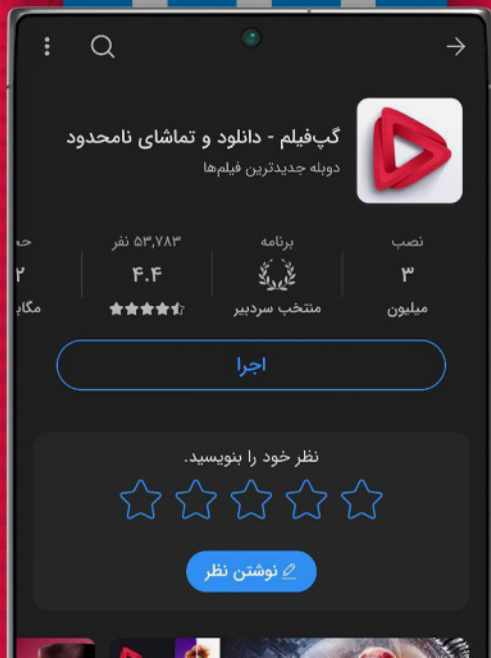 گپ‌فیلم - دانلود و تماشای نامحدود
دوبله جدیدترین فیلم‌ها
نصب
۳
میلیون
برنامه
منتخب سردبیر
۵۳,۷۸۳ نفر
۴.۴
اجرا
نظر خود را بنویسید.
نوشتن نظر